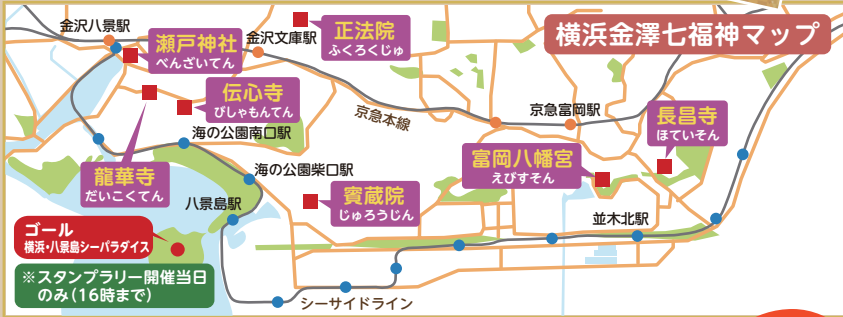 横浜金澤七福神マップ
金沢八景駅
瀬戸神社
べんざいてん
金沢文庫駅
正法院
ふくろくじゅ
伝心寺
びしゃもんてん
京急本線
京急富岡駅
長昌寺
ほていそん
海の公園南口駅
龍華寺
だいこくてん
海の公園柴口駅
富岡八幡宮
えびすそん
八景島駅
寳蔵院
じゅろうじん
並木北駅
ゴール
横浜・八景島シーパラダイス
※スタンプラリー開催当日
のみ(16時まで)
シーサイドライン